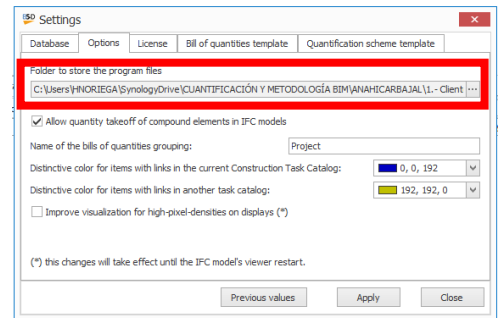 Settings
Database Options License Bill of quantities template Quantification scheme template
Folder to store the program files
C:\Users\HNORIEGA\SynologyDrive\CUANTIFICACIÓN Y METODOLOGÍA BIM\ANAHICARBAJAL\1.- Client ...
Allow quantity takeoff of compound elements in IFC models
Name of the bills of quantities grouping: Project
Distinctive color for items with links in the current Construction Task Catalog: 0, 0, 192
Distinctive color for items with links in another task catalog: 192, 192, 0
Improve visualization for high-pixel-densities on displays (*)
(*) this changes will take effect until the IFC model's viewer restart.
Previous values Apply Close